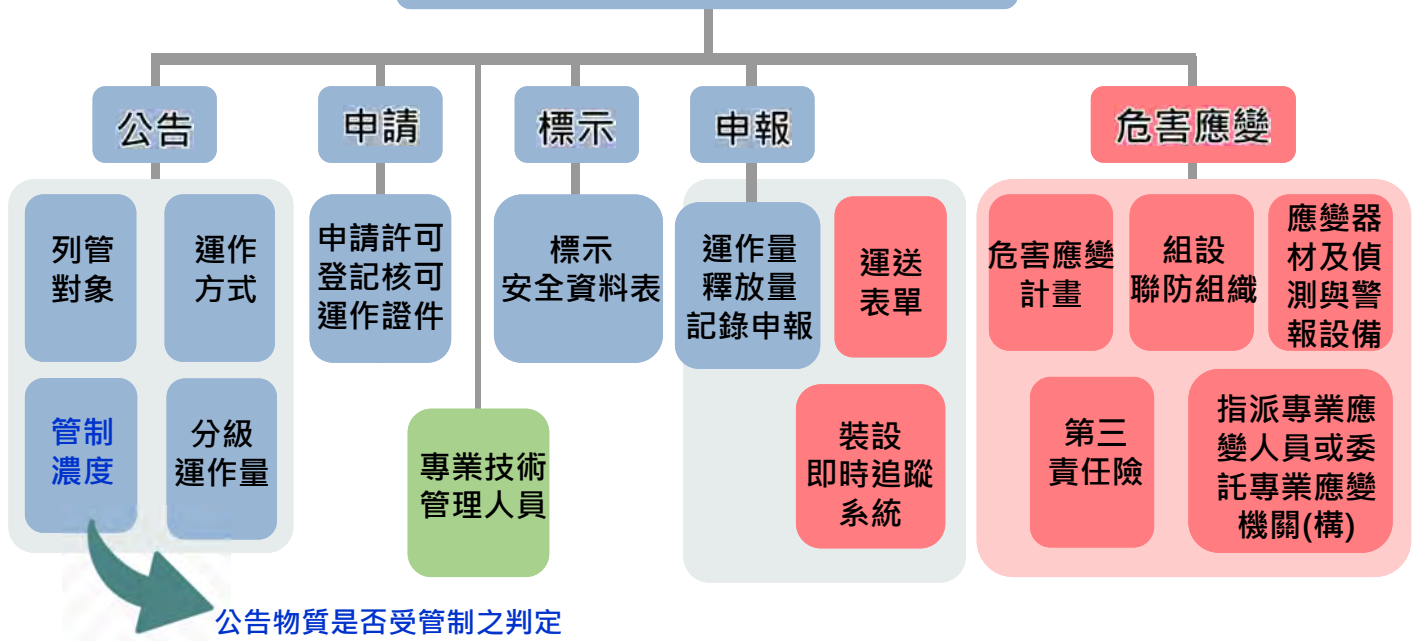 公告
申請
標示
申報
危害應變
列管
對象
運作
方式
管制
濃度
分級
運作量
申請許可
登記核可
運作證件
專業技術
管理人員
標示
安全資料表
運作量
釋放量
記錄申報
運送
表單
裝設
即時追蹤
系統
危害應變
計畫
組設
聯防組織
應變器
材及偵
測與警
報設備
第三
責任險
指派專業應
變人員或委
託專業應變
機關(構)
公告物質是否受管制之判定